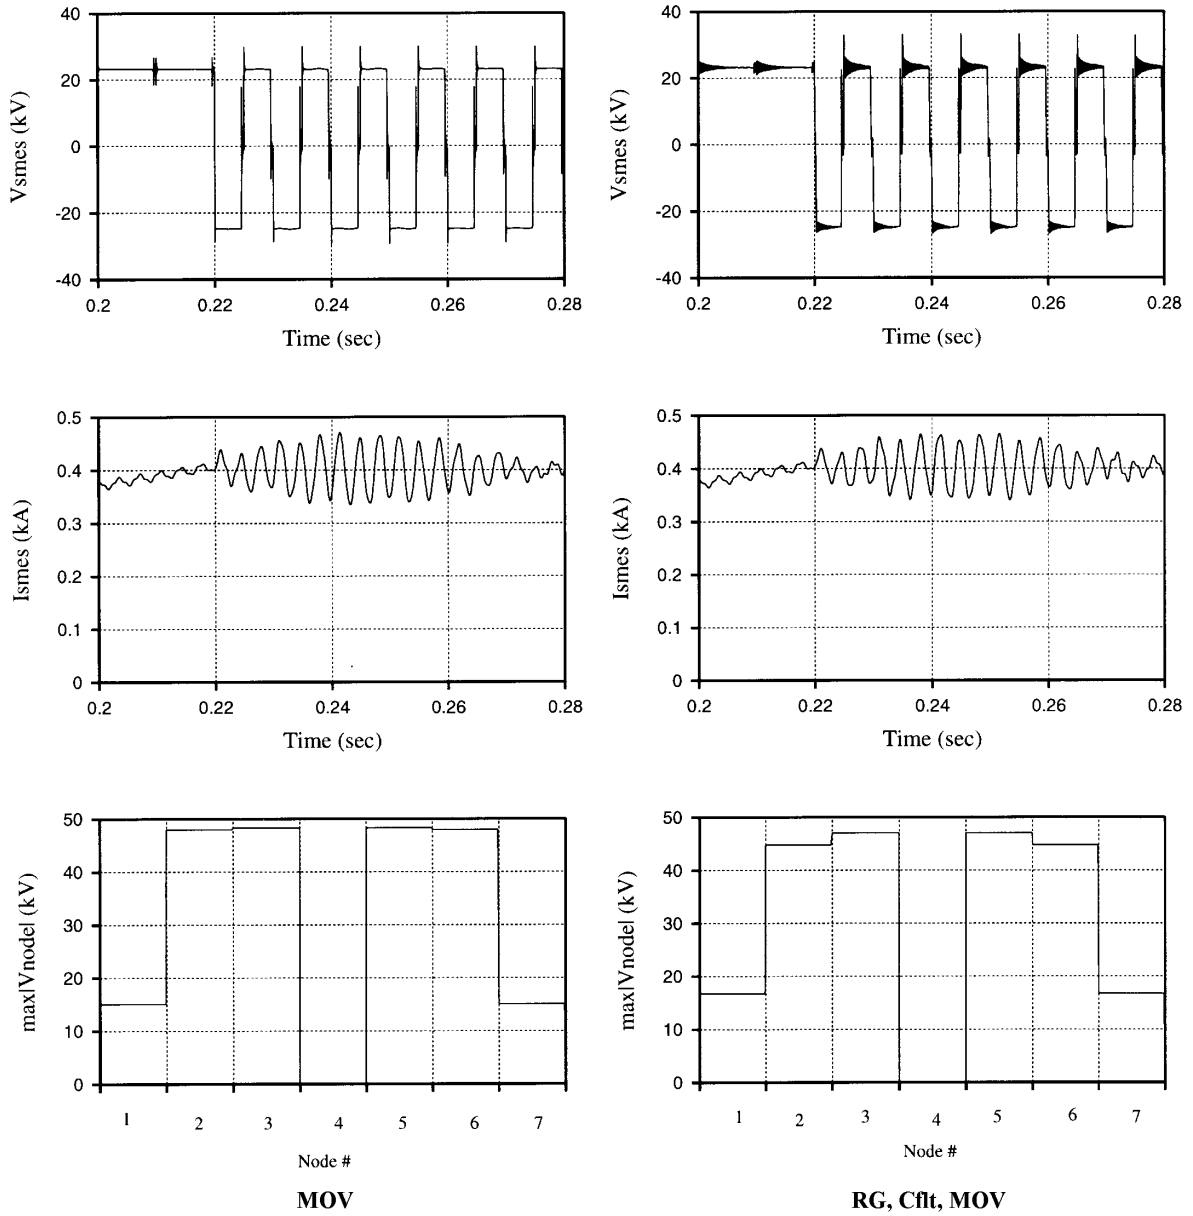 40
20
0
-20
-40
Vsmes (kV)
0.2 0.22 0.24 0.26 0.28
Time (sec)
40
20
0
-20
-40
Vsmes (kV)
0.2 0.22 0.24 0.26 0.28
Time (sec)
0.5
0.4
0.3
0.2
0.1
0
Ismes (kA)
0.2 0.22 0.24 0.26 0.28
Time (sec)
0.5
0.4
0.3
0.2
0.1
0
Ismes (kA)
0.2 0.22 0.24 0.26 0.28
Time (sec)
50
40
30
20
10
0
max|Vnode| (kV)
1 2 3 4 5 6 7
Node #
MOV
50
40
30
20
10
0
max|Vnode| (kV)
1 2 3 4 5 6 7
Node #
RG, Cflt, MOV